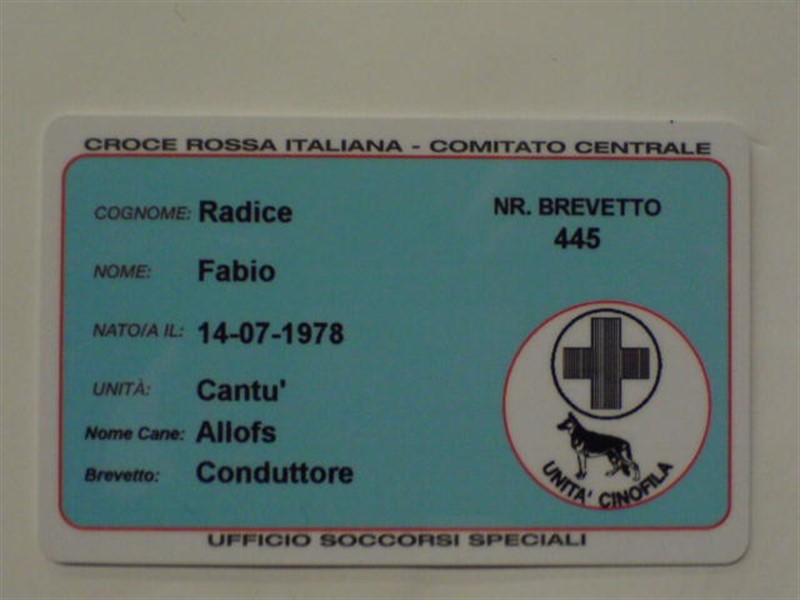 CROCE ROSSA ITALIANA - COMITATO CENTRALE
COGNOME: Radice
NR. BREVETTO
445
NOME: Fabio
NATO/A IL: 14-07-1978
UNITÀ: Cantu'
Nome Cane: Allofs
Brevetto: Conduttore
UNITA' CINOFILA
UFFICIO SOCCORSI SPECIALI